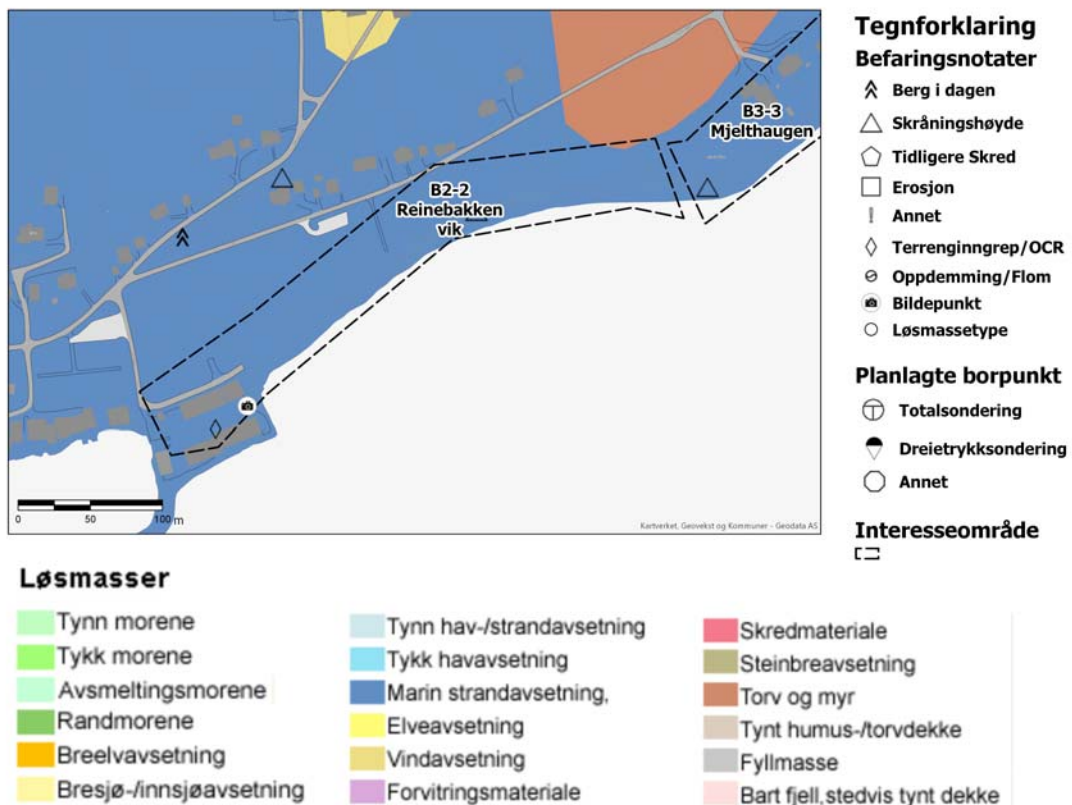 B3-3
Mjelthaugen
B2-2
Reinebakken
vik
0 50 100 m
Kartverket, Geovekst og Kommuner - Geodata AS
Tegnforklaring
Befaringsnotater
Berg i dagen
Skråningshøyde
Tidligere Skred
Erosjon
Annet
Terrenginngrep/OCR
Oppdemming/Flom
Bildepunkt
Løsmassetype
Planlagte borpunkt
Totalsondering
Dreietrykksondering
Annet
Interesseområde
Løsmasser
Tynn morene
Tykk morene
Avsmeltingsmorene
Randmorene
Breelvavsetning
Bresjø-/innsjøavsetning
Tynn hav-/strandavsetning
Tykk havavsetning
Marin strandavsetning,
Elveavsetning
Vindavsetning
Forvitringsmateriale
Skredmateriale
Steinbreavsetning
Torv og myr
Tynt humus-/torvdekke
Fyllmasse
Bart fjell,stedvis tynt dekke